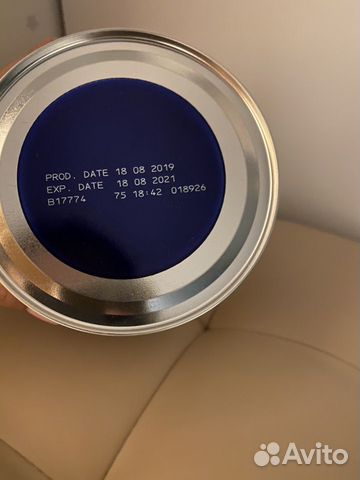 PROD. DATE 18 08 2019
EXP. DATE 18 08 2021
B17774 75 18:42 018926
Avito